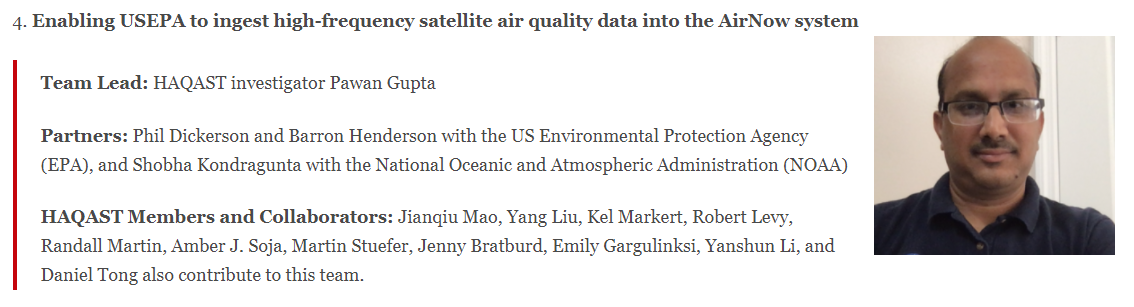 4. Enabling USEPA to ingest high-frequency satellite air quality data into the AirNow system
Team Lead: HAQAST investigator Pawan Gupta
Partners: Phil Dickerson and Barron Henderson with the US Environmental Protection Agency
(EPA), and Shobha Kondragunta with the National Oceanic and Atmospheric Administration (NOAA)
HAQAST Members and Collaborators: Jianqiu Mao, Yang Liu, Kel Markert, Robert Levy,
Randall Martin, Amber J. Soja, Martin Stuefer, Jenny Bratburd, Emily Gargulinksi, Yanshun Li, and
Daniel Tong also contribute to this team.